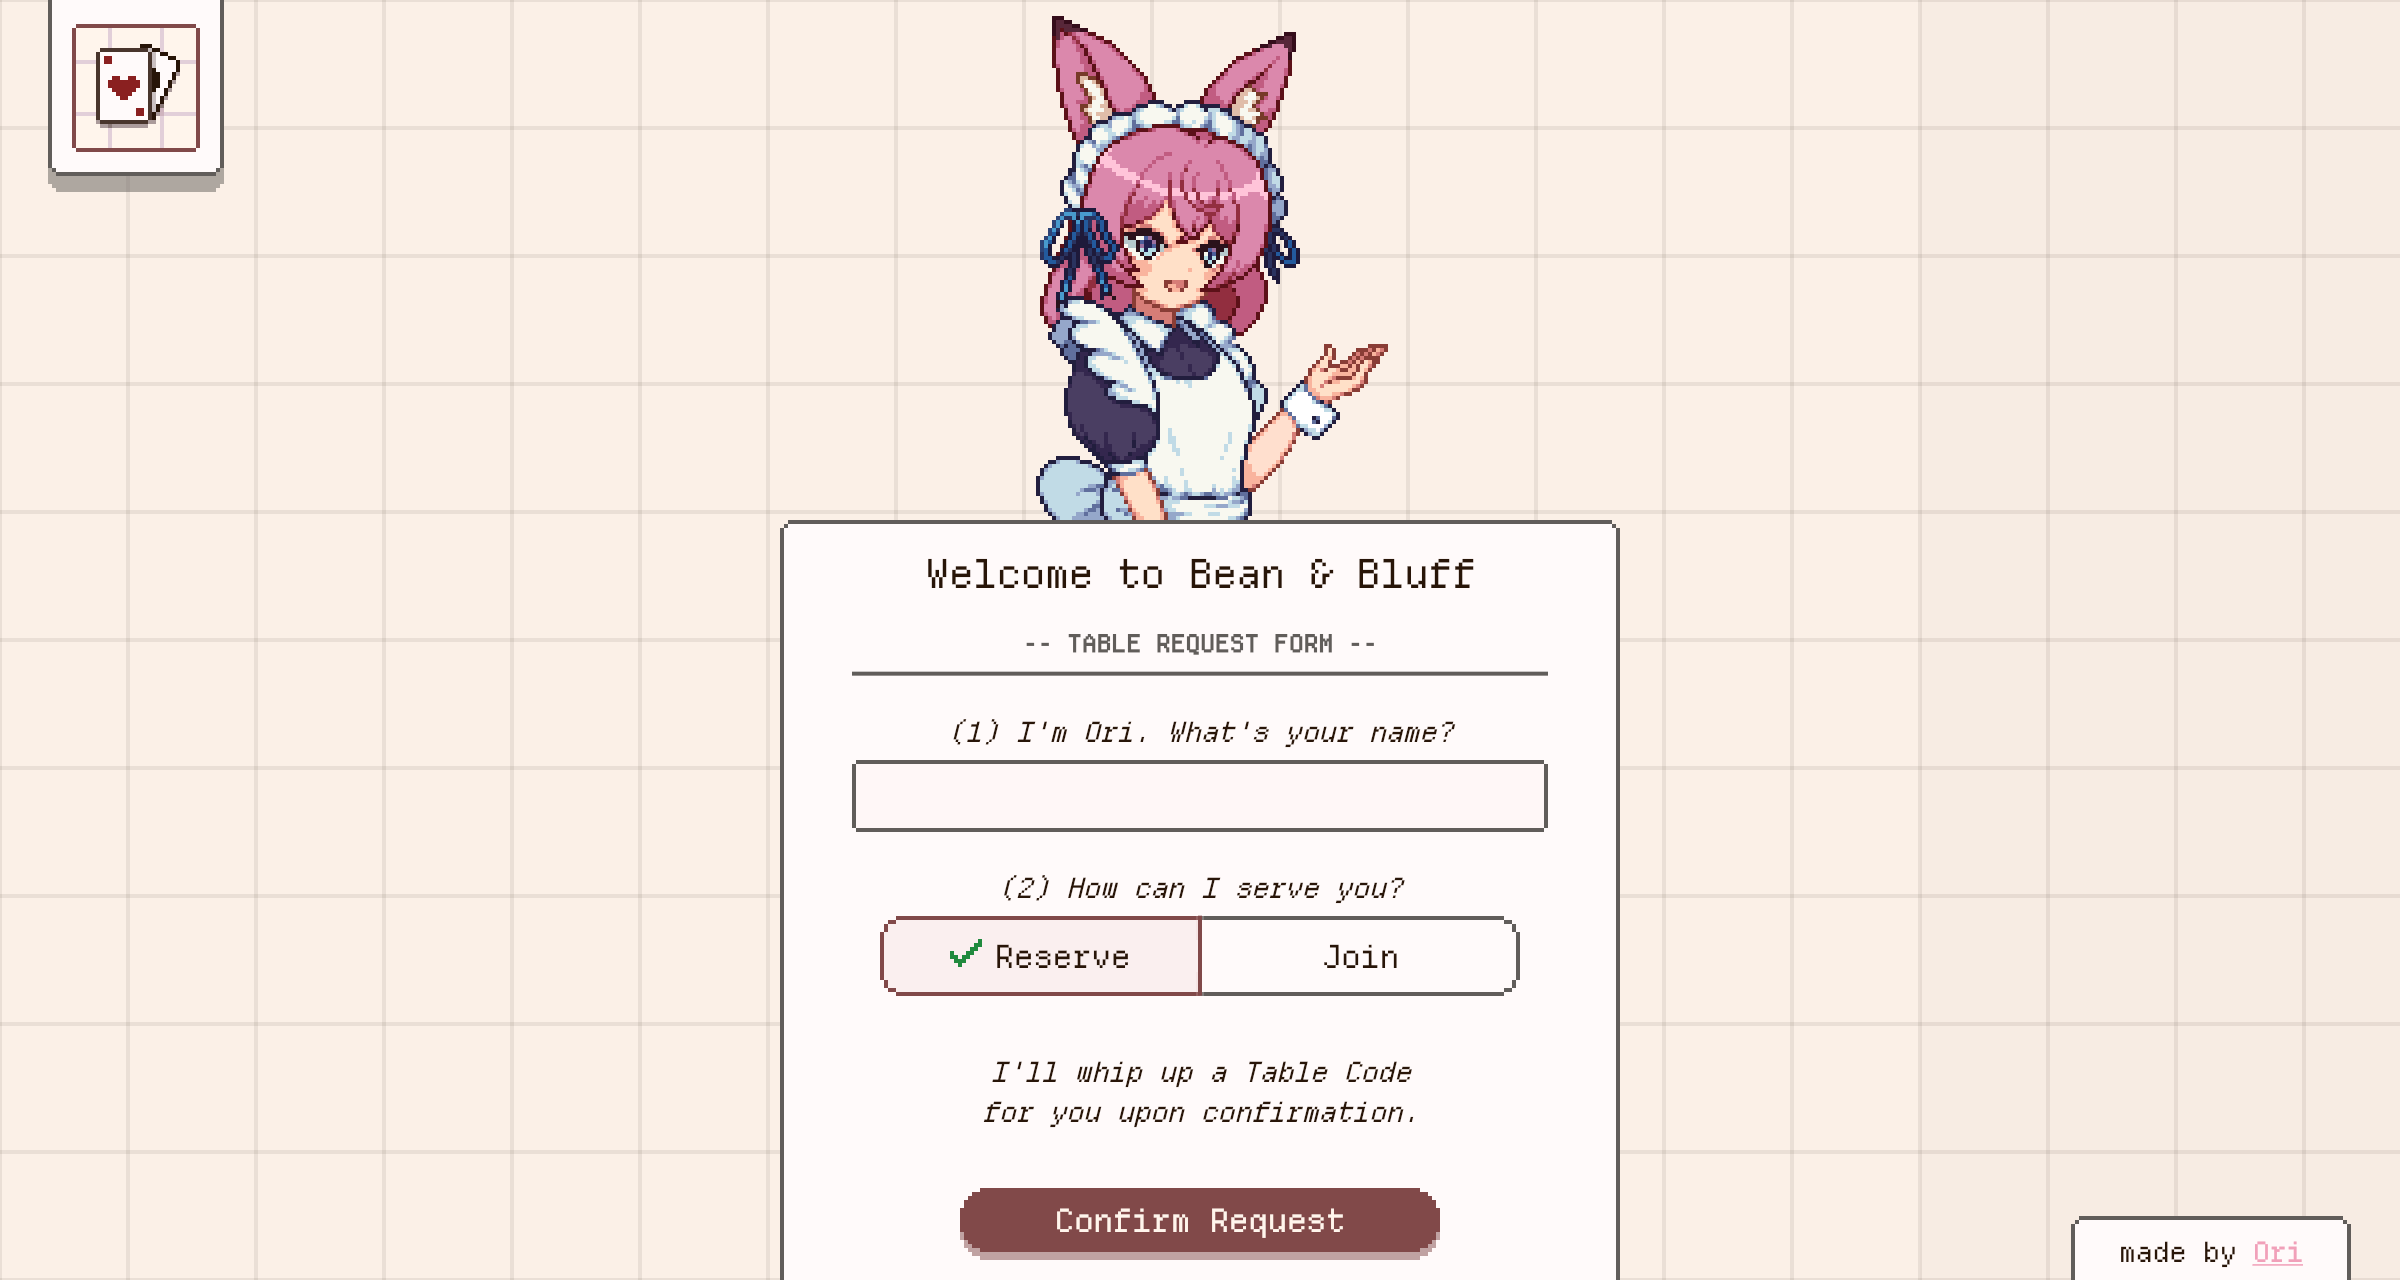 Welcome to Bean & Bluff
-- TABLE REQUEST FORM --
(1) I'm Ori. What's your name?
(2) How can I serve you?
Reserve
Join
I'll whip up a Table Code
for you upon confirmation.
Confirm Request
made by Ori